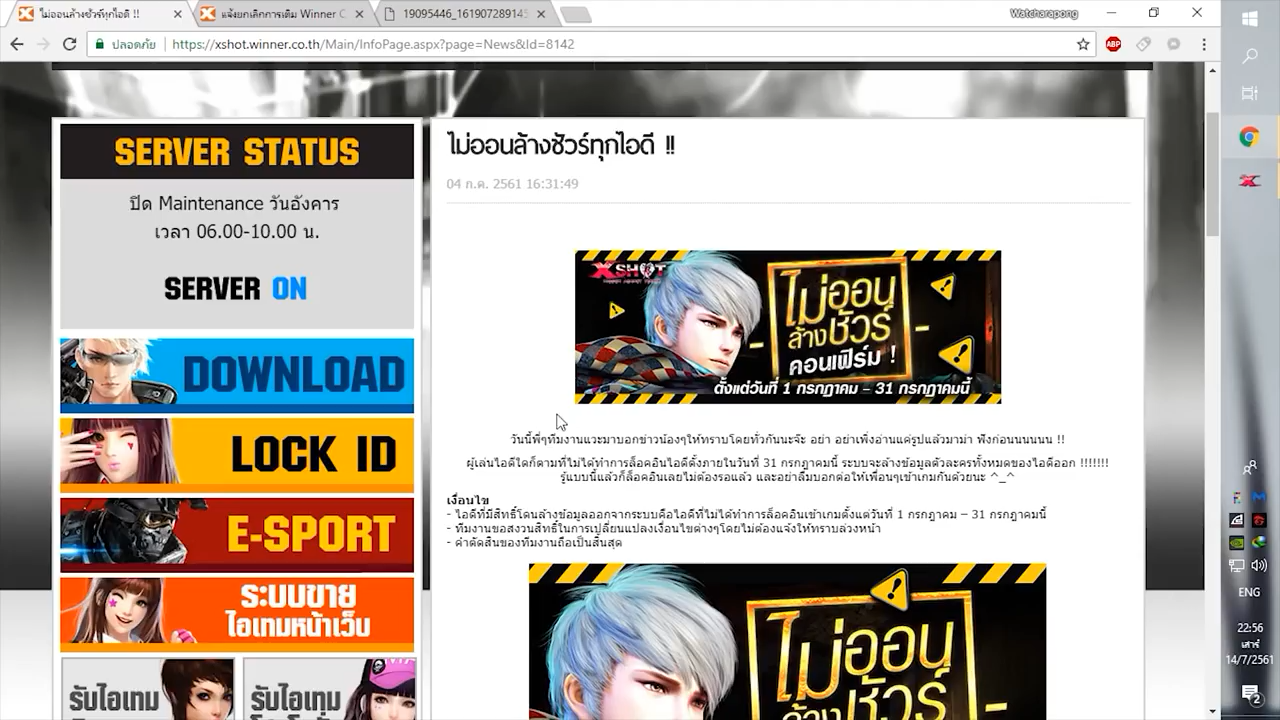 ไม่ออนล้างชัวร์ทุกไอดี !!
แจ้งยกเลิกการเติม Winner C
19095446_161907289145
Watcharapong
ปลอดภัย
https://xshot.winner.co.th/Main/InfoPage.aspx?page=News&Id=8142
ABP
SERVER STATUS
ปิด Maintenance วันอังคาร
เวลา 06.00-10.00 น.
SERVER ON
DOWNLOAD
LOCK ID
E-SPORT
ระบบขาย
ไอเทมหน้าเว็บ
รับไอเทม
รับไอเทม
ไม่ออนล้างชัวร์ทุกไอดี !!
04 ก.ค. 2561 16:31:49
XSHOT
ไม่ออน
ล้างชัวร์
คอนเฟิร์ม !
ตั้งแต่วันที่ 1 กรกฎาคม – 31 กรกฎาคมนี้
วันนี้พี่ๆทีมงานแวะมาบอกข่าวน้องๆให้ทราบโดยทั่วกันนะจ๊ะ อย่า อย่าเพิ่งอ่านแค่รูปแล้วมาม่า ฟังก่อนนนนนน !!
ผู้เล่นไอดีใดก็ตามที่ไม่ได้ทำการล็อคอินไอดีตั้งภายในวันที่ 31 กรกฎาคมนี้ ระบบจะล้างข้อมูลตัวละครทั้งหมดของไอดีออก !!!!!!!
รู้แบบนี้แล้วก็ล็อคอินเลยไม่ต้องรอแล้ว และอย่าลืมบอกต่อให้เพื่อนๆเข้าเกมกันด้วยนะ ^_^
เงื่อนไข
- ไอดีที่มีสิทธิ์โดนล้างข้อมูลออกจากระบบคือไอดีที่ไม่ได้ทำการล็อคอินเข้าเกมตั้งแต่วันที่ 1 กรกฎาคม – 31 กรกฎาคมนี้
- ทีมงานขอสงวนสิทธิ์ในการเปลี่ยนแปลงเงื่อนไขต่างๆโดยไม่ต้องแจ้งให้ทราบล่วงหน้า
- คำตัดสินของทีมงานถือเป็นสิ้นสุด
ไม่ออน
ล้างชัวร์
ENG
22:56
เสาร์
14/7/2561
2